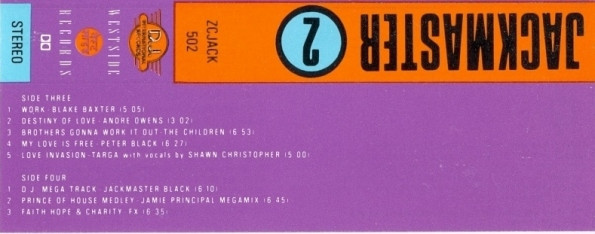 STEREO
WESTSIDE
RECORDS
D.J.
INTERNATIONAL
RECORDS
ZCJACK
502
2
JACKMASTER
SIDE THREE
1 WORK · BLAKE BAXTER (5 05)
2 DESTINY OF LOVE · ANDRE OWENS (3 02)
3 BROTHERS GONNA WORK IT OUT · THE CHILDREN (6 53)
4 MY LOVE IS FREE · PETER BLACK (6 27)
5 LOVE INVASION · TARGA with vocals by SHAWN CHRISTOPHER (5 00)
SIDE FOUR
1 D.J. MEGA TRACK · JACKMASTER BLACK (6 10)
2 PRINCE OF HOUSE MEDLEY · JAMIE PRINCIPAL MEGAMIX (6 45)
3 FAITH HOPE & CHARITY · FX (6 35)